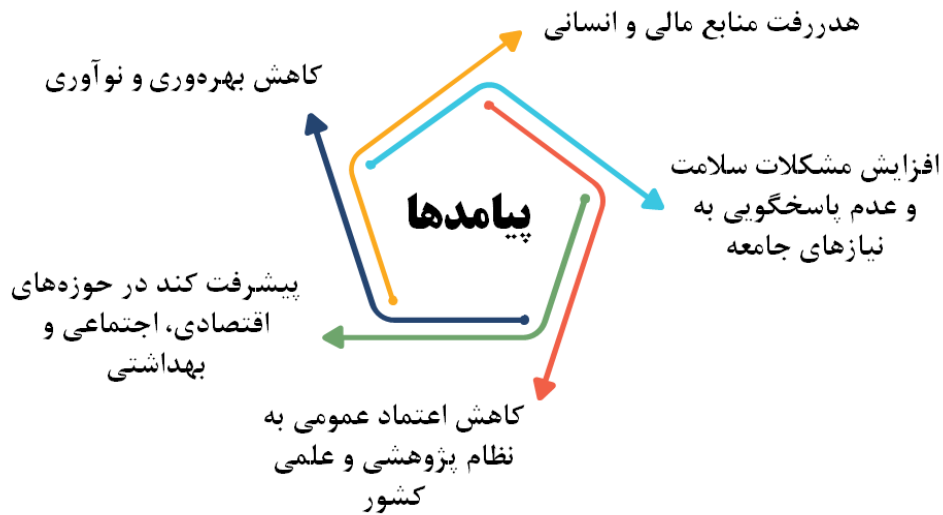 هدررفت منابع مالی و انسانی
کاهش بهره‌وری و نوآوری
افزایش مشکلات سلامت
و عدم پاسخگویی به
نیازهای جامعه
پیامدها
پیشرفت کند در حوزه‌های
اقتصادی، اجتماعی و
بهداشتی
کاهش اعتماد عمومی به
نظام پژوهشی و علمی
کشور